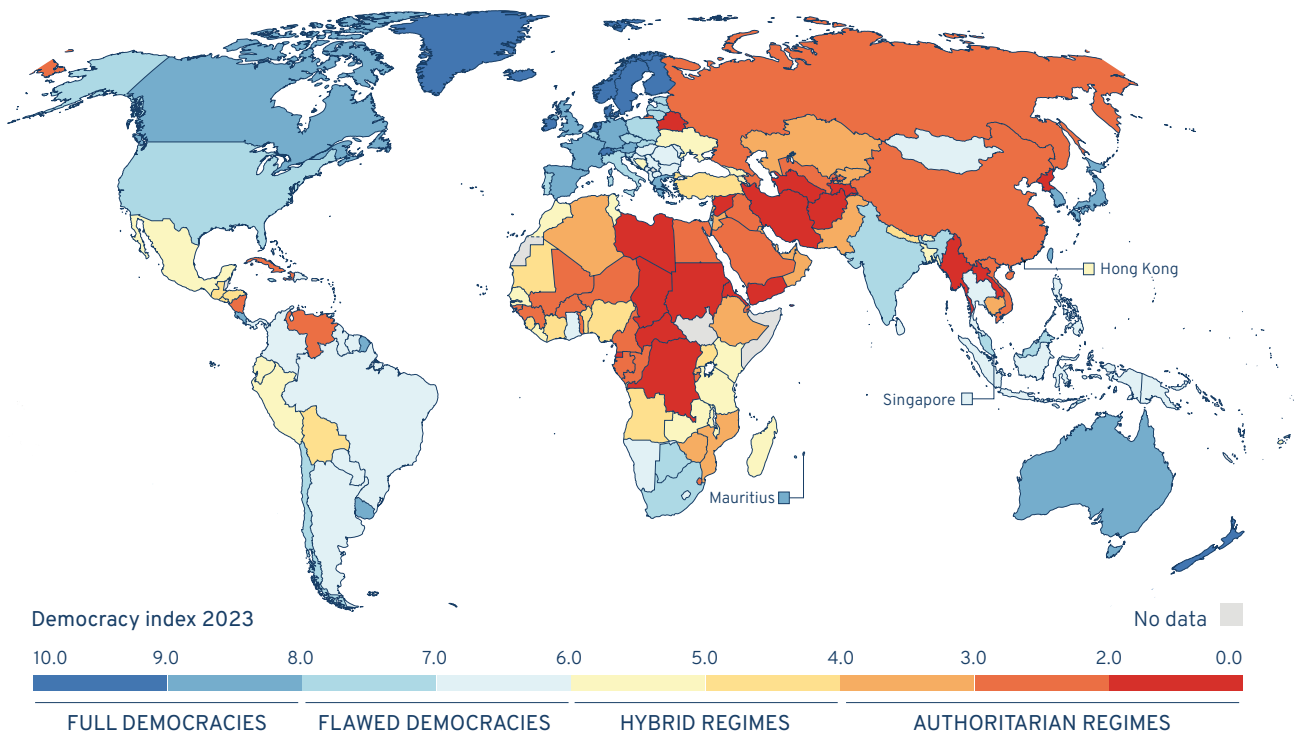 Hong Kong
Singapore
Mauritius
Democracy index 2023
No data
10.0 9.0 8.0 7.0 6.0 5.0 4.0 3.0 2.0 0.0
FULL DEMOCRACIES FLAWED DEMOCRACIES HYBRID REGIMES AUTHORITARIAN REGIMES